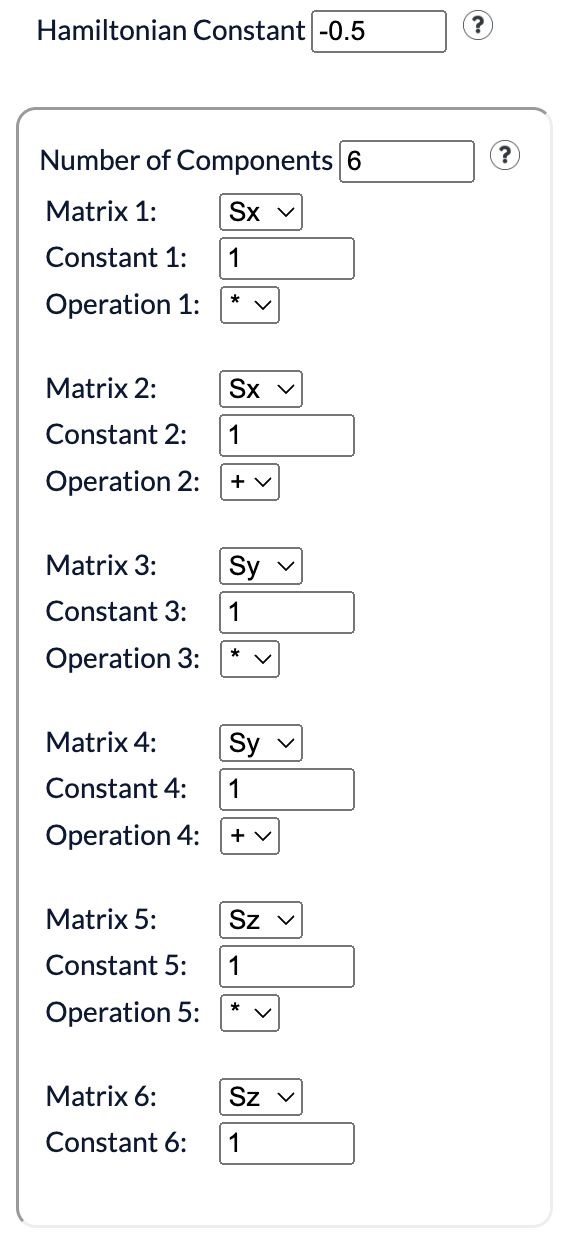 Hamiltonian Constant -0.5 ?
Number of Components 6 ?
Matrix 1: Sx
Constant 1: 1
Operation 1: *
Matrix 2: Sx
Constant 2: 1
Operation 2: +
Matrix 3: Sy
Constant 3: 1
Operation 3: *
Matrix 4: Sy
Constant 4: 1
Operation 4: +
Matrix 5: Sz
Constant 5: 1
Operation 5: *
Matrix 6: Sz
Constant 6: 1